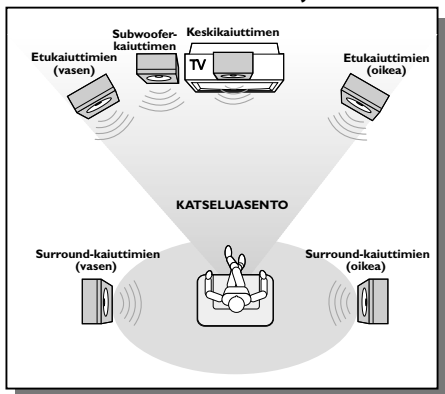 Subwoofer-
kaiuttimen
Keskikaiuttimen
Etukaiuttimien
(vasen)
TV
Etukaiuttimien
(oikea)
KATSELUASENTO
Surround-kaiuttimien
(vasen)
Surround-kaiuttimien
(oikea)